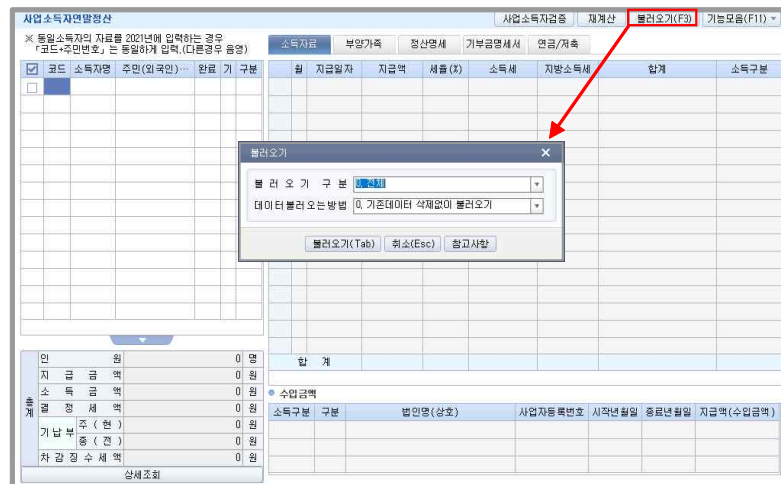 사업소득자연말정산
사업소득자검증 재계산 불러오기(F3) 기능모음(F11)
※ 동일소득자의 자료를 2021년에 입력하는 경우
「코드+주민번호」는 동일하게 입력.(다른경우 음영)
소득자료 부양가족 정산명세 기부금명세서 연금/저축
코드 소득자명 주민(외국인)… 완료 기 구분
월 지급일자 지급액 세율(%) 소득세 지방소득세 합계 소득구분
불러오기
불 러 오 기 구 분 0, 전체
데이터불러오는방법 0, 기존데이터 삭제없이 불러오기
불러오기(Tab) 취소(Esc) 참고사항
합 계
총계
인 원 0 명
지 급 금 액 0 원
소 득 금 액 0 원
결 정 세 액 0 원
기납부 주(현) 0 원
종(전) 0 원
차 감 징 수 세 액 0 원
상세조회
수입금액
소득구분 구분 법인명(상호) 사업자등록번호 시작년월일 종료년월일 지급액(수입금액)